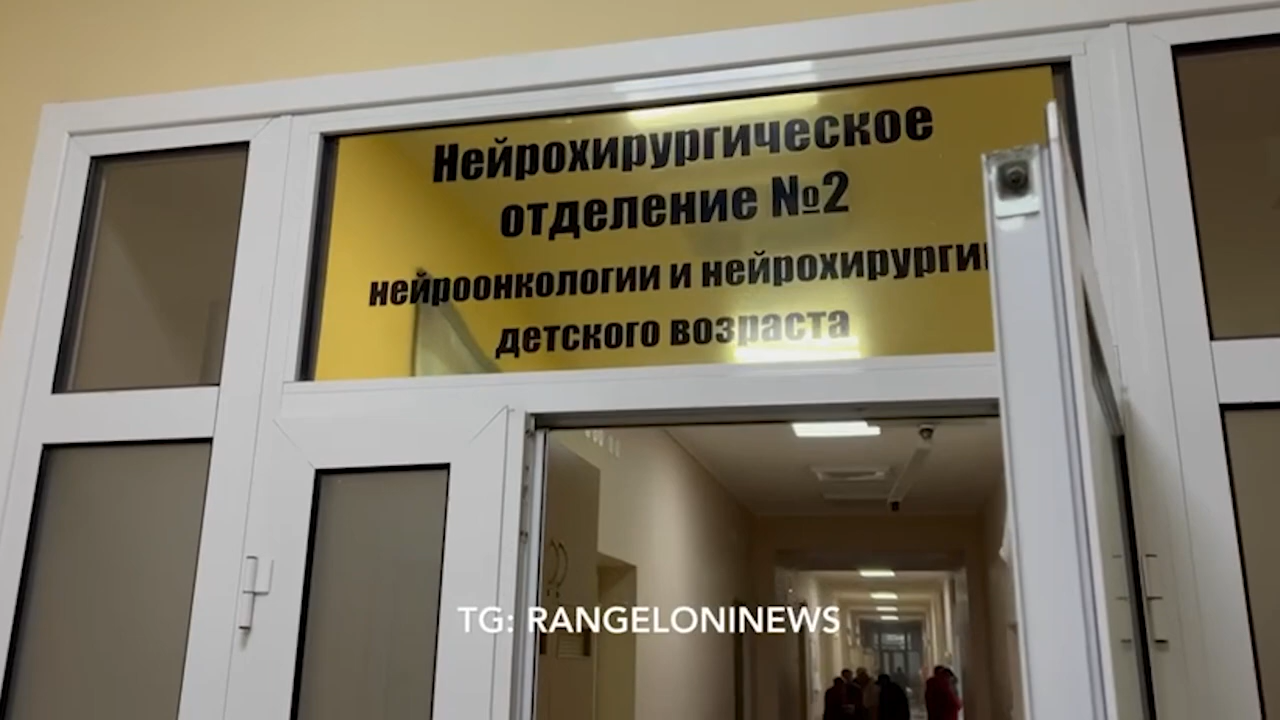 Нейрохирургическое
отделение №2
нейроонкологии и нейрохирургии
детского возраста
TG: RANGELONINEWS